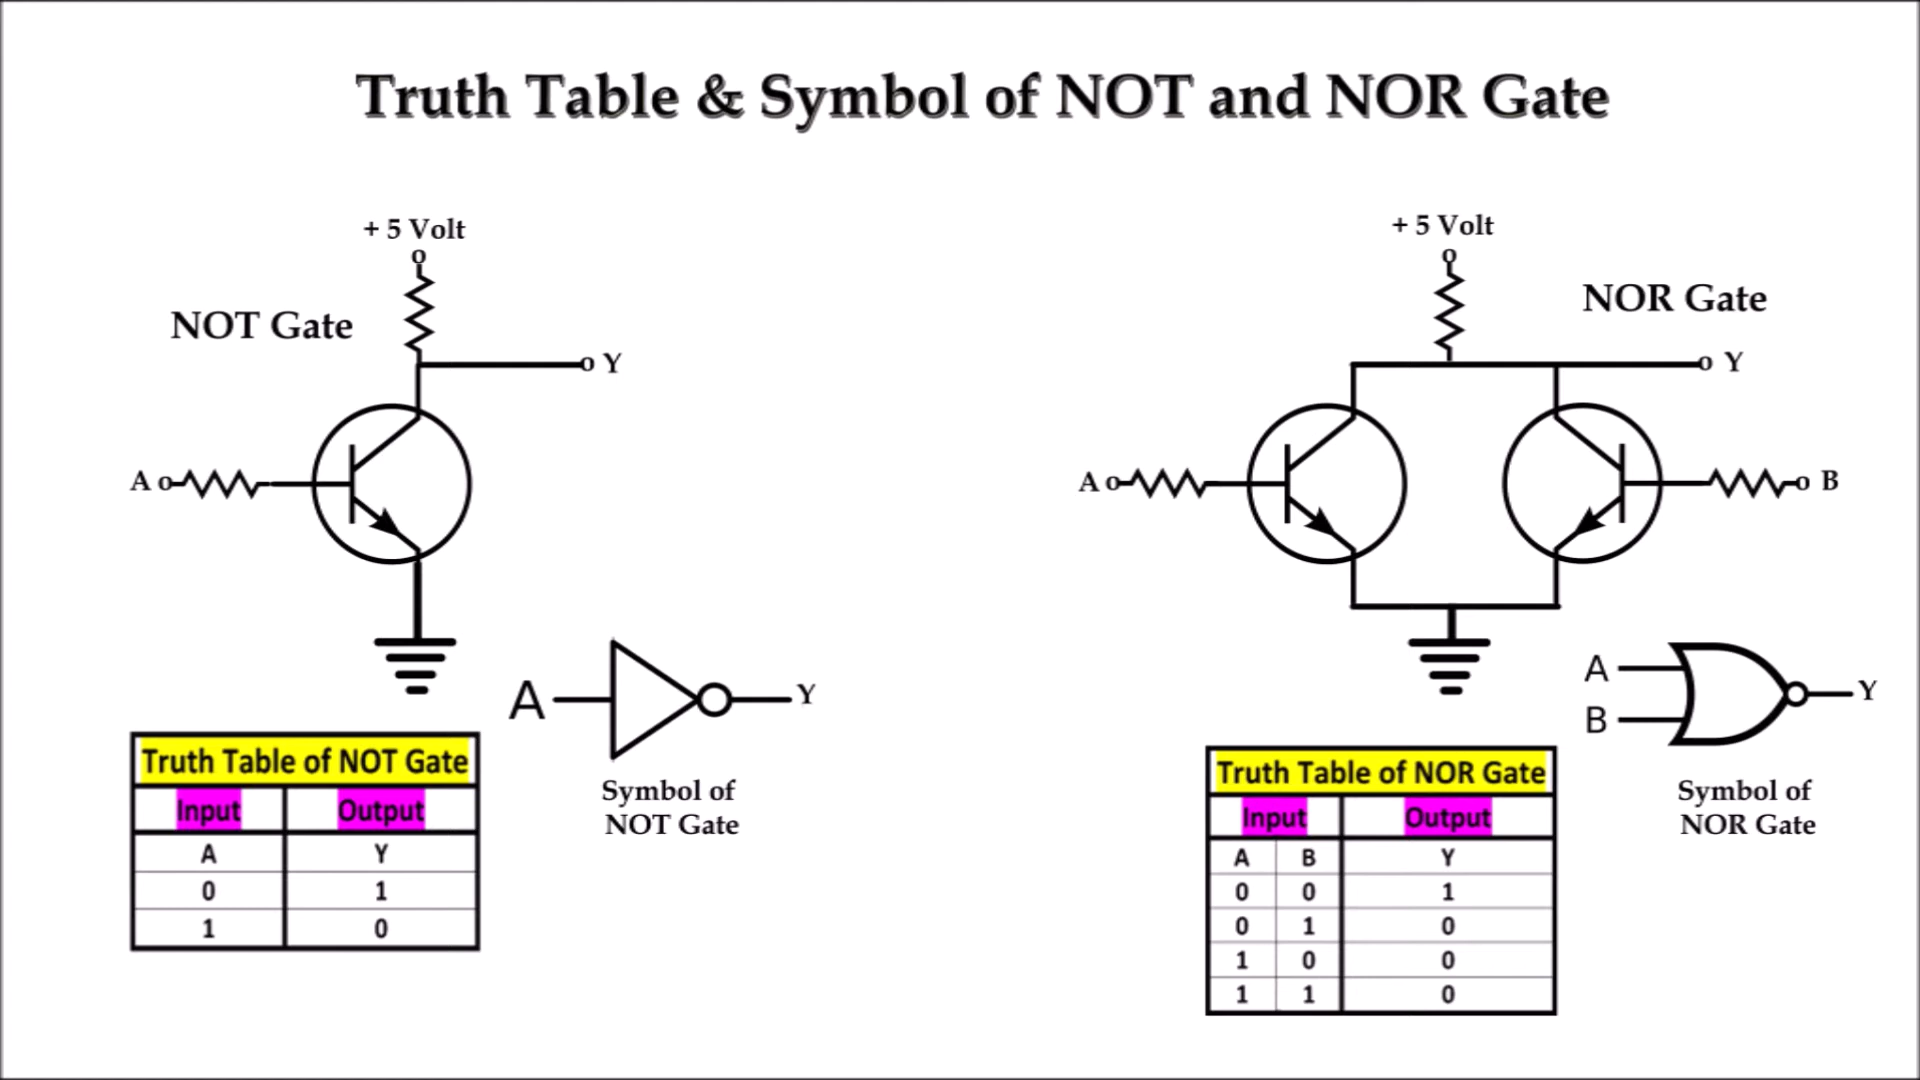 Truth Table & Symbol of NOT and NOR Gate
+ 5 Volt
NOT Gate
Y
A
A
Y
Symbol of
NOT Gate
Truth Table of NOT Gate
Input Output
A Y
0 1
1 0
+ 5 Volt
NOR Gate
Y
A
B
A
B
Y
Symbol of
NOR Gate
Truth Table of NOR Gate
Input Output
A B Y
0 0 1
0 1 0
1 0 0
1 1 0